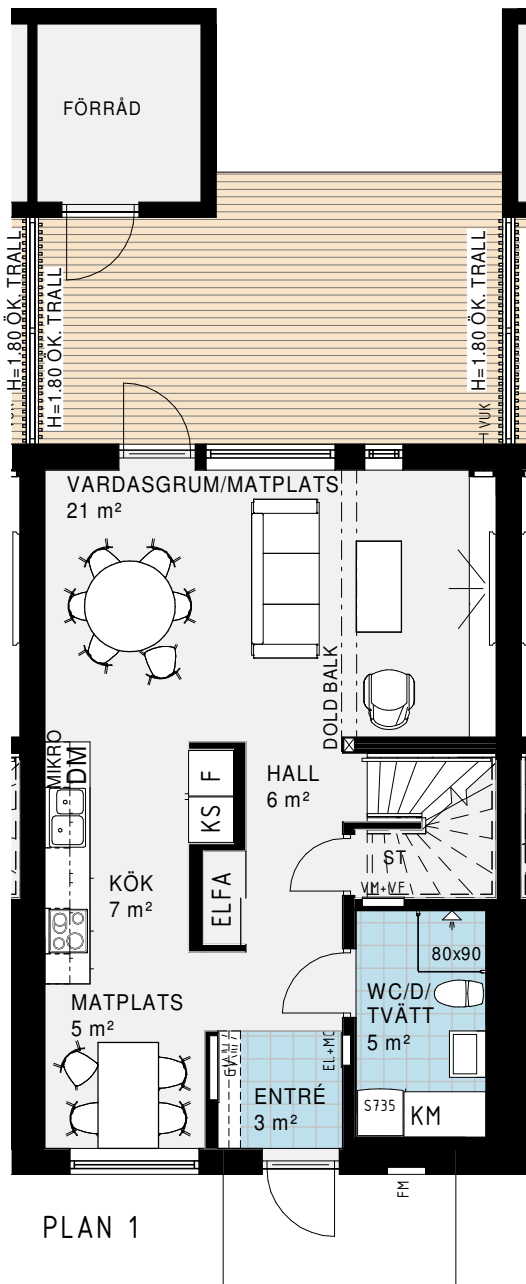 FÖRRÅD
H=1.80 ÖK. TRALL
H=1.80 ÖK. TRALL
H=1.80 ÖK. TRALL
VUK
VARDASGRUM/MATPLATS
21 m²
DOLD BALK
MIKRO
DM
KS F
HALL
6 m²
ELFA
KÖK
7 m²
ST
VM+VF
80x90
WC/D/
TVÄTT
5 m²
MATPLATS
5 m²
GV
EL+MC
ENTRÉ
3 m²
S735
KM
FM
PLAN 1